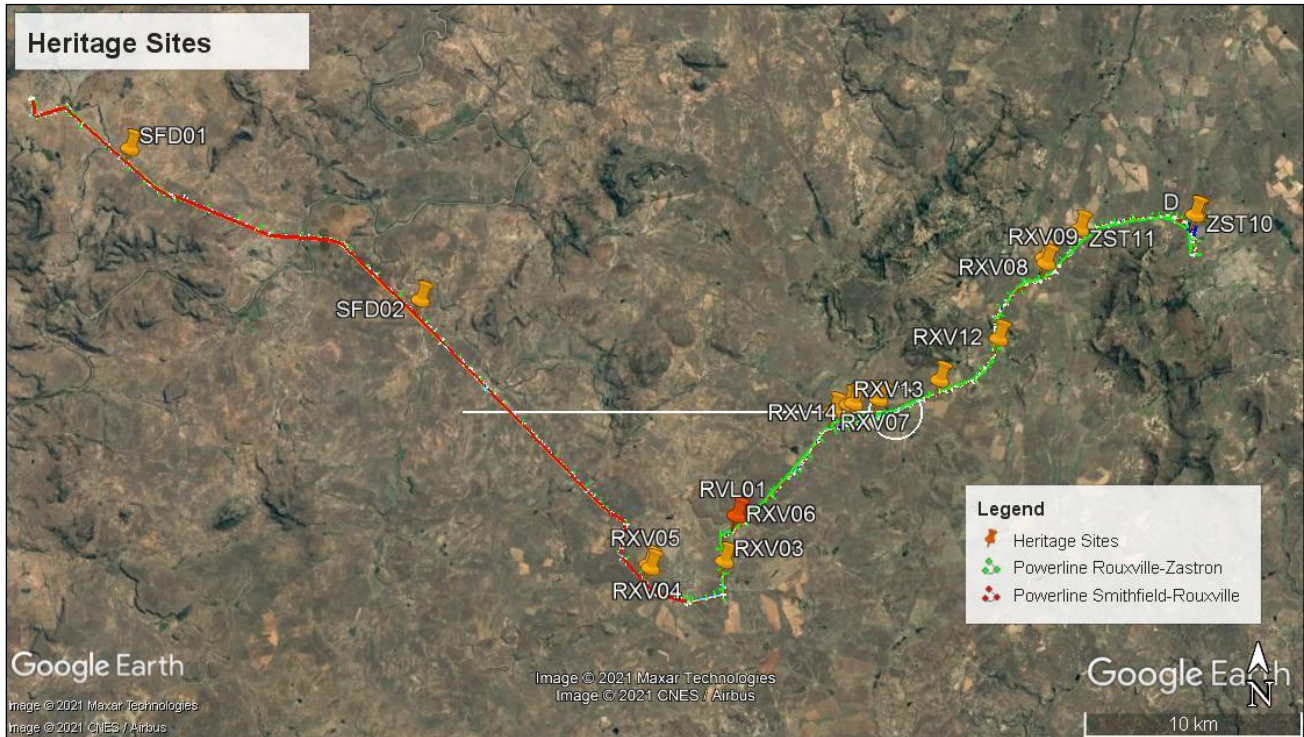 Heritage Sites
SFD01
D
ZST10
RXV09
ZST11
RXV08
SFD02
RXV12
RXV13
RXV14
RXV07
RVL01
RXV06
RXV05
RXV03
RXV04
Legend
Heritage Sites
Powerline Rouxville-Zastron
Powerline Smithfield-Rouxville
Google Earth
Image © 2021 Maxar Technologies
Image © 2021 CNES / Airbus
Google Earth
N
mage © 2021 Maxar Technologies
mage © 2021 CNES / Airbus
10 km